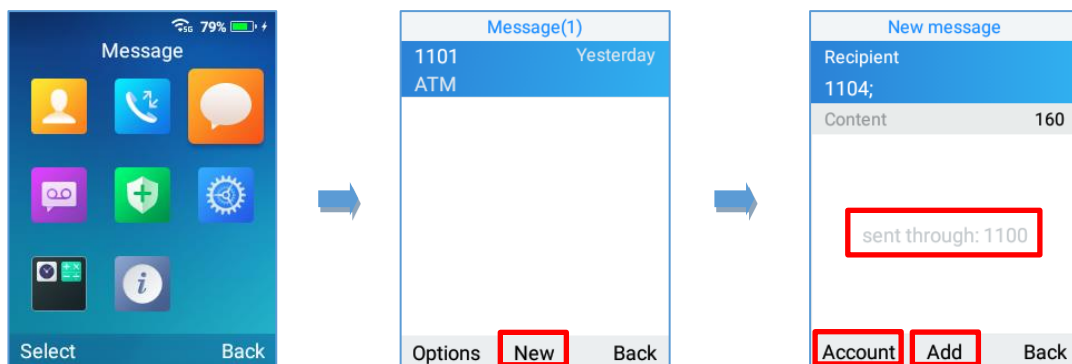 5G 79%
Message
Select Back
Message(1)
1101 Yesterday
ATM
Options New Back
New message
Recipient
1104;
Content 160
sent through: 1100
Account Add Back